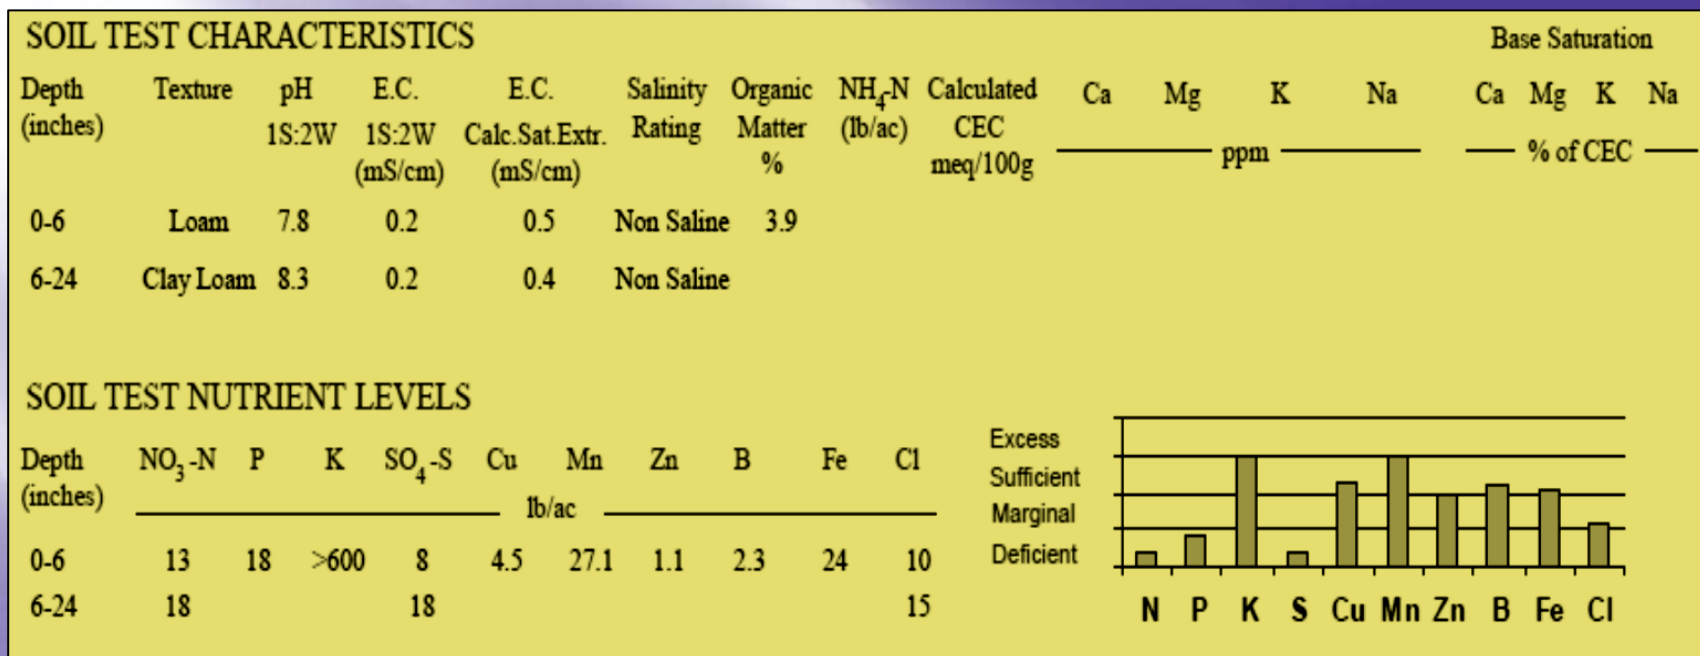 SOIL TEST CHARACTERISTICS
Base Saturation
Depth Texture pH E.C. E.C. Salinity Organic NH4-N Calculated Ca Mg K Na Ca Mg K Na
(inches) 1S:2W 1S:2W Calc.Sat.Extr. Rating Matter (lb/ac) CEC ppm % of CEC
(mS/cm) (mS/cm) % meq/100g
0-6 Loam 7.8 0.2 0.5 Non Saline 3.9
6-24 Clay Loam 8.3 0.2 0.4 Non Saline
SOIL TEST NUTRIENT LEVELS
Depth NO3-N P K SO4-S Cu Mn Zn B Fe Cl
(inches) lb/ac
0-6 13 18 >600 8 4.5 27.1 1.1 2.3 24 10
6-24 18 18 15
Excess
Sufficient
Marginal
Deficient
N P K S Cu Mn Zn B Fe Cl